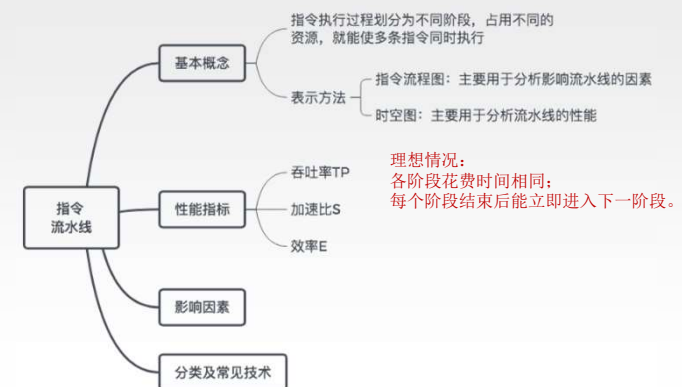 指令执行过程划分为不同阶段，占用不同的
资源，就能使多条指令同时执行
基本概念
表示方法
指令流程图：主要用于分析影响流水线的因素
时空图：主要用于分析流水线的性能
理想情况：
各阶段花费时间相同；
每个阶段结束后能立即进入下一阶段。
指令
流水线
性能指标
吞吐率TP
加速比S
效率E
影响因素
分类及常见技术